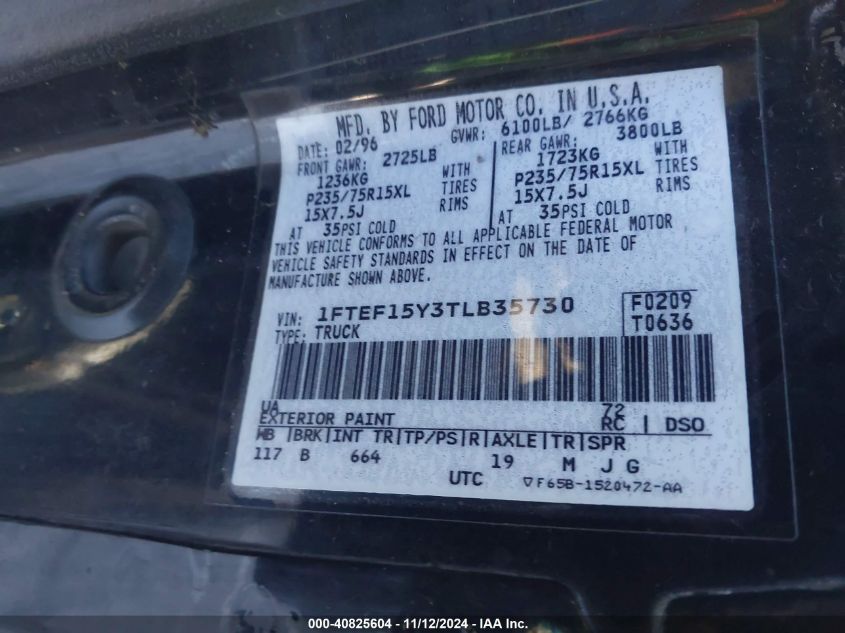 MFD. BY FORD MOTOR CO. IN U.S.A.
DATE: 02/96 GVWR: 6100LB/ 2766KG
FRONT GAWR: 2725LB REAR GAWR: 3800LB
1236KG WITH 1723KG WITH
P235/75R15XL TIRES P235/75R15XL TIRES
15X7.5J RIMS 15X7.5J RIMS
AT 35PSI COLD AT 35PSI COLD
THIS VEHICLE CONFORMS TO ALL APPLICABLE FEDERAL MOTOR
VEHICLE SAFETY STANDARDS IN EFFECT ON THE DATE OF
MANUFACTURE SHOWN ABOVE.
VIN: 1FTEF15Y3TLB35730 F0209
TYPE: TRUCK T0636
UA 72
EXTERIOR PAINT RC | DSO
WB |BRK|INT TR|TP/PS|R|AXLE|TR|SPR
117 B 664 19 M J G
UTC ▽F65B-1520472-AA
000-40825604 - 11/12/2024 - IAA Inc.